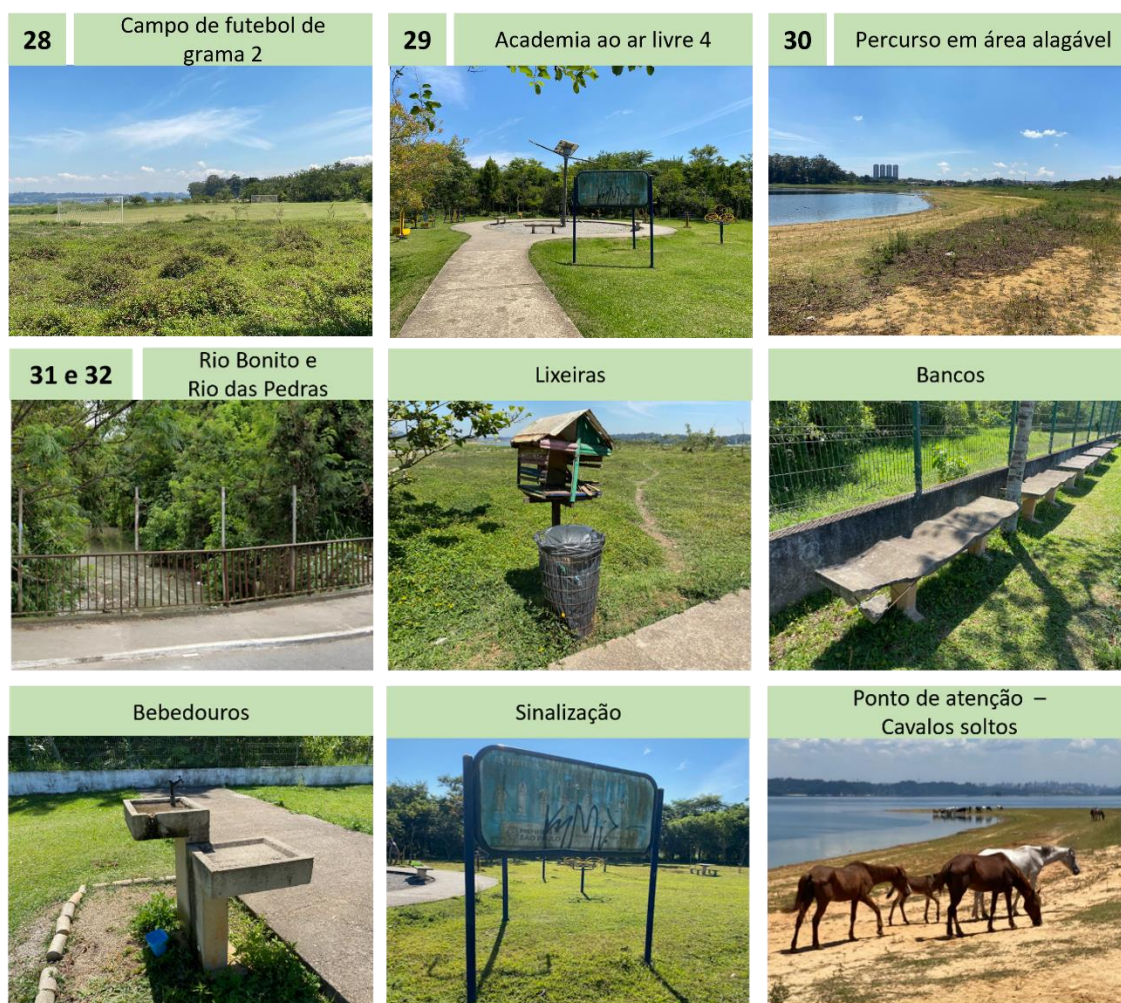 28
Campo de futebol de
grama 2
29
Academia ao ar livre 4
30
Percurso em área alagável
31 e 32
Rio Bonito e
Rio das Pedras
Lixeiras
Bancos
Bebedouros
Sinalização
Ponto de atenção –
Cavalos soltos